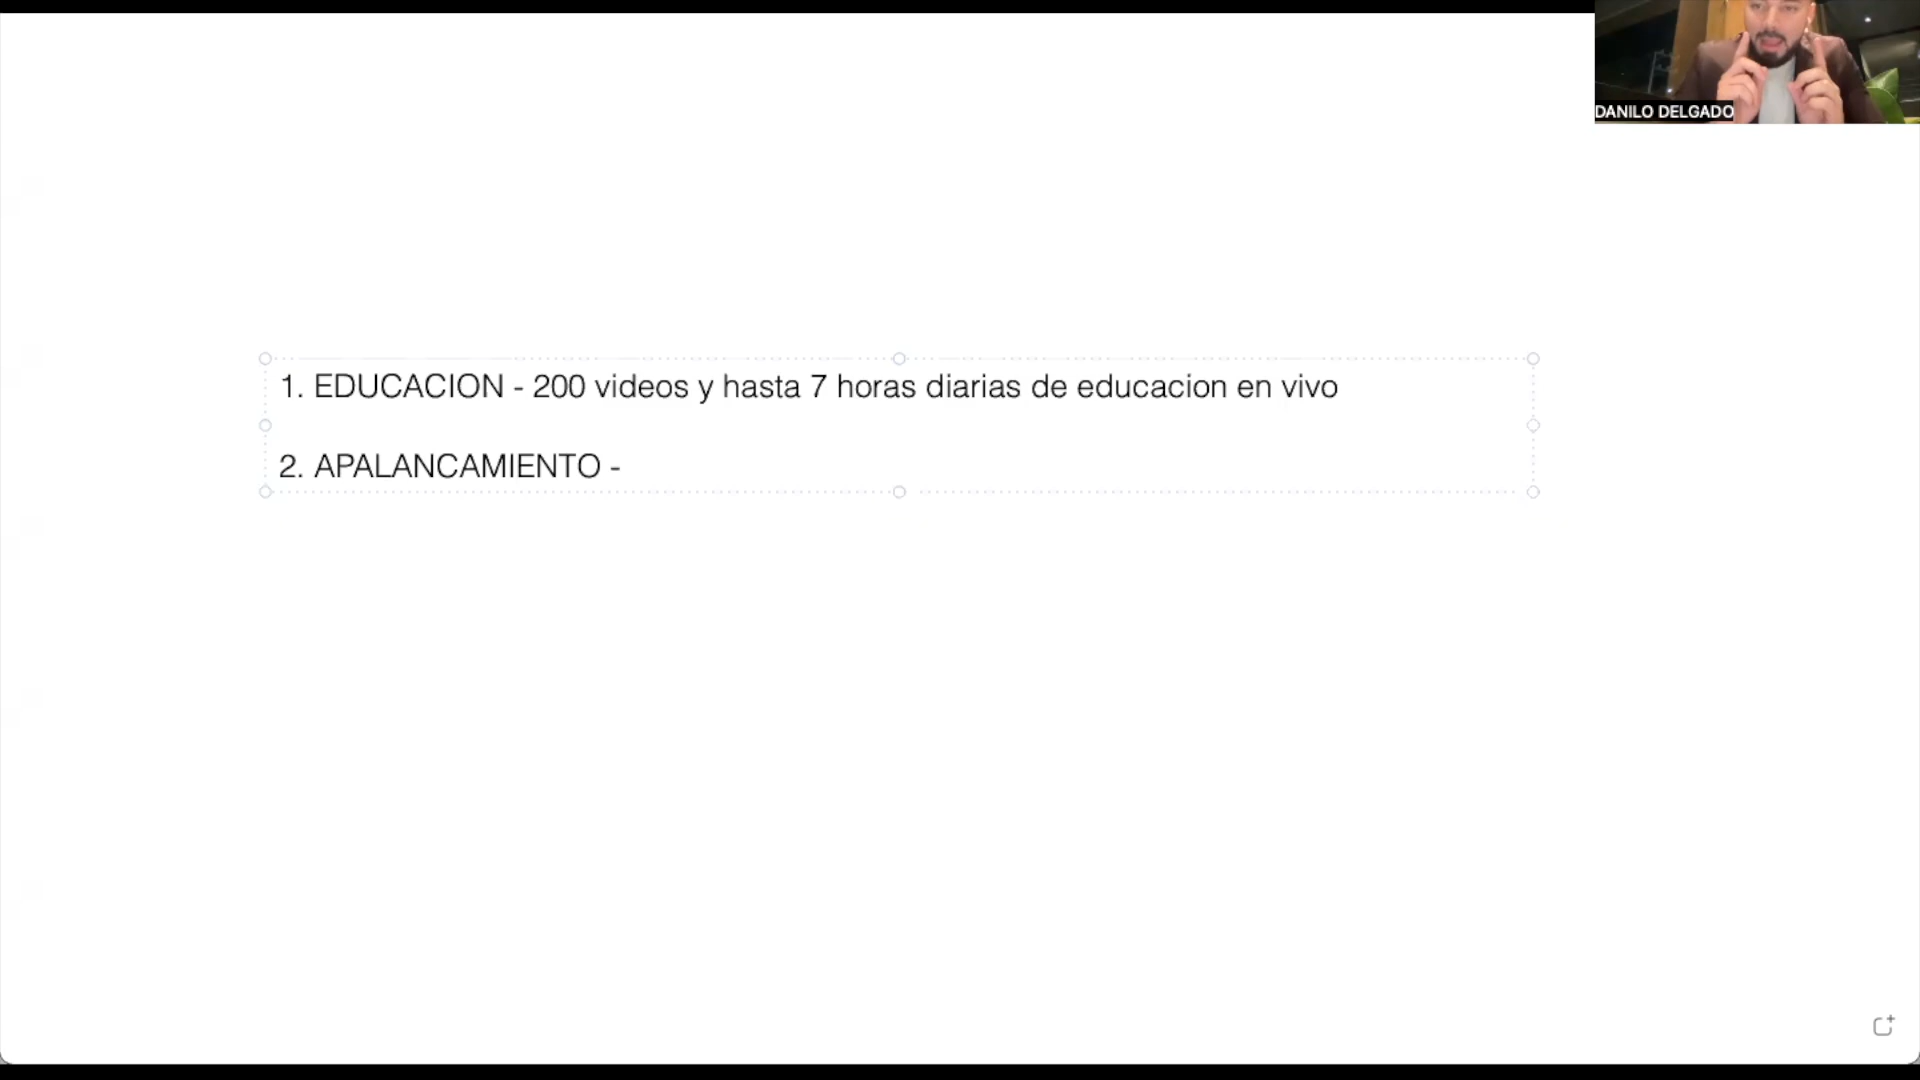 DANILO DELGADO
1. EDUCACION - 200 videos y hasta 7 horas diarias de educacion en vivo
2. APALANCAMIENTO -